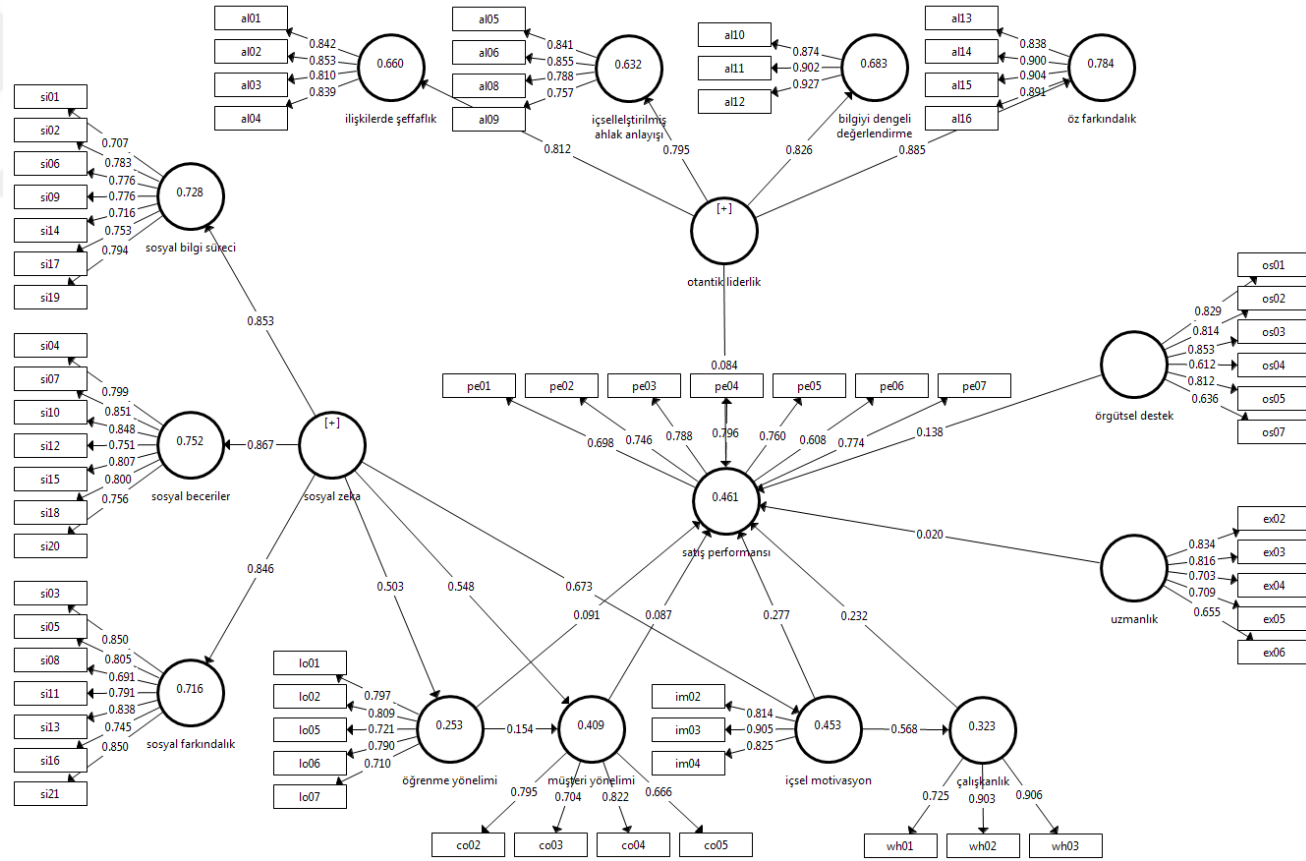 al01
al02
al03
al04
0.842
0.853
0.810
0.839
0.660
ilişkilerde şeffaflık
al05
al06
al08
al09
0.841
0.855
0.788
0.757
0.632
içsellelştirilmiş
ahlak anlayışı
al10
al11
al12
0.874
0.902
0.927
0.683
bilgiyi dengeli
değerlendirme
al13
al14
al15
al16
0.838
0.900
0.904
0.891
0.784
öz farkındalık
0.812
0.795
0.826
0.885
[+]
otantik liderlik
0.084
si01
si02
si06
si09
si14
si17
si19
0.707
0.783
0.776
0.776
0.716
0.753
0.794
0.728
sosyal bilgi süreci
0.853
si04
si07
si10
si12
si15
si18
si20
0.799
0.851
0.848
0.751
0.807
0.800
0.756
0.752
sosyal beceriler
0.867
[+]
sosyal zeka
0.846
si03
si05
si08
si11
si13
si16
si21
0.850
0.805
0.691
0.791
0.838
0.745
0.850
0.716
sosyal farkındalık
pe01
pe02
pe03
pe04
pe05
pe06
pe07
0.698
0.746
0.788
0.796
0.760
0.608
0.774
0.461
satış performansı
os01
os02
os03
os04
os05
os07
0.829
0.814
0.853
0.612
0.812
0.636
örgütsel destek
0.138
ex02
ex03
ex04
ex05
ex06
0.834
0.816
0.703
0.709
0.655
uzmanlık
0.020
0.503
0.548
0.673
0.091
0.087
0.277
0.232
lo01
lo02
lo05
lo06
lo07
0.797
0.809
0.721
0.790
0.710
0.253
öğrenme yönelimi
0.154
0.409
müşteri yönelimi
0.795
0.704
0.822
0.666
co02
co03
co04
co05
im02
im03
im04
0.814
0.905
0.825
0.453
içsel motivasyon
0.568
0.323
çalışkanlık
0.725
0.903
0.906
wh01
wh02
wh03